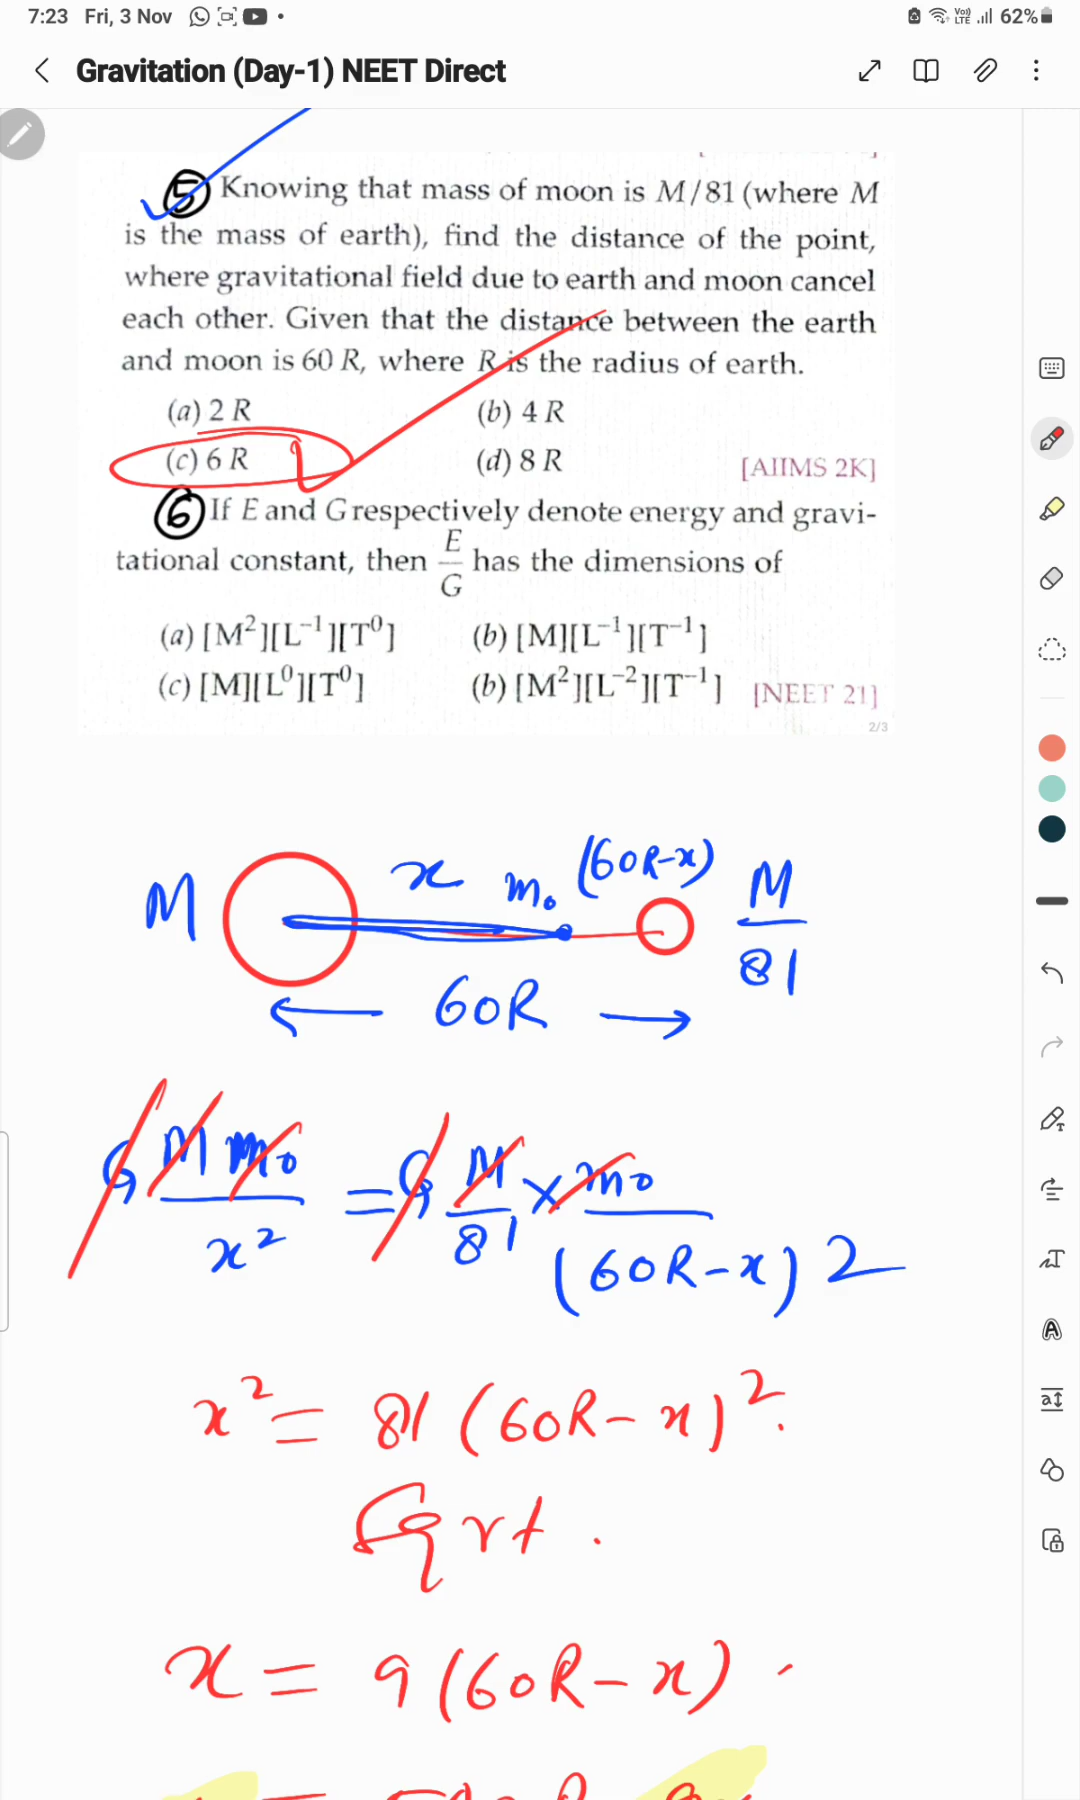 7:23 Fri, 3 Nov
Vo)) LTE 62%
Gravitation (Day-1) NEET Direct
5 Knowing that mass of moon is M/81 (where M
is the mass of earth), find the distance of the point,
where gravitational field due to earth and moon cancel
each other. Given that the distance between the earth
and moon is 60 R, where R is the radius of earth.
(a) 2 R (b) 4 R
(c) 6 R (d) 8 R [AIIMS 2K]
6 If E and G respectively denote energy and gravi-
tational constant, then E/G has the dimensions of
(a) [M²][L⁻¹][T⁰] (b) [M][L⁻¹][T⁻¹]
(c) [M][L⁰][T⁰] (b) [M²][L⁻²][T⁻¹] [NEET 21]
2/3
M x m₀ (60R-x) M/81
60R
G M m₀/x² = G M/81 × m₀/(60R-x)2
x² = 81 (60R-x)².
Sqrt.
x = 9 (60R-x)